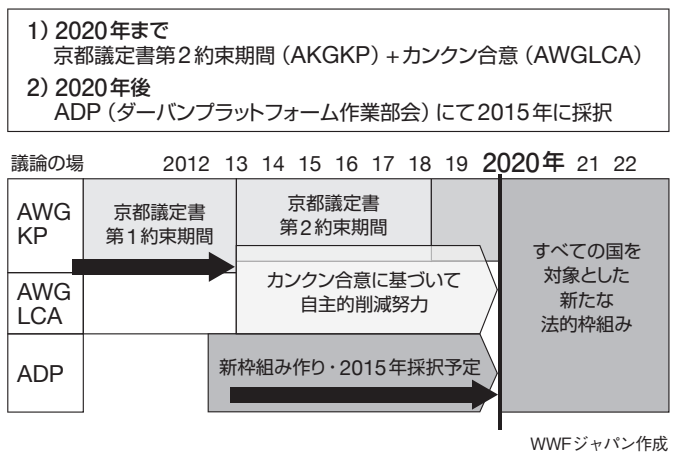 1) 2020年まで
京都議定書第2約束期間（AKGKP）+カンクン合意（AWGLCA）
2) 2020年後
ADP（ダーバンプラットフォーム作業部会）にて2015年に採択
議論の場 2012 13 14 15 16 17 18 19 2020年 21 22
AWG
KP
京都議定書
第1約束期間
京都議定書
第2約束期間
AWG
LCA
カンクン合意に基づいて
自主的削減努力
ADP
新枠組み作り・2015年採択予定
すべての国を
対象とした
新たな
法的枠組み
WWFジャパン作成